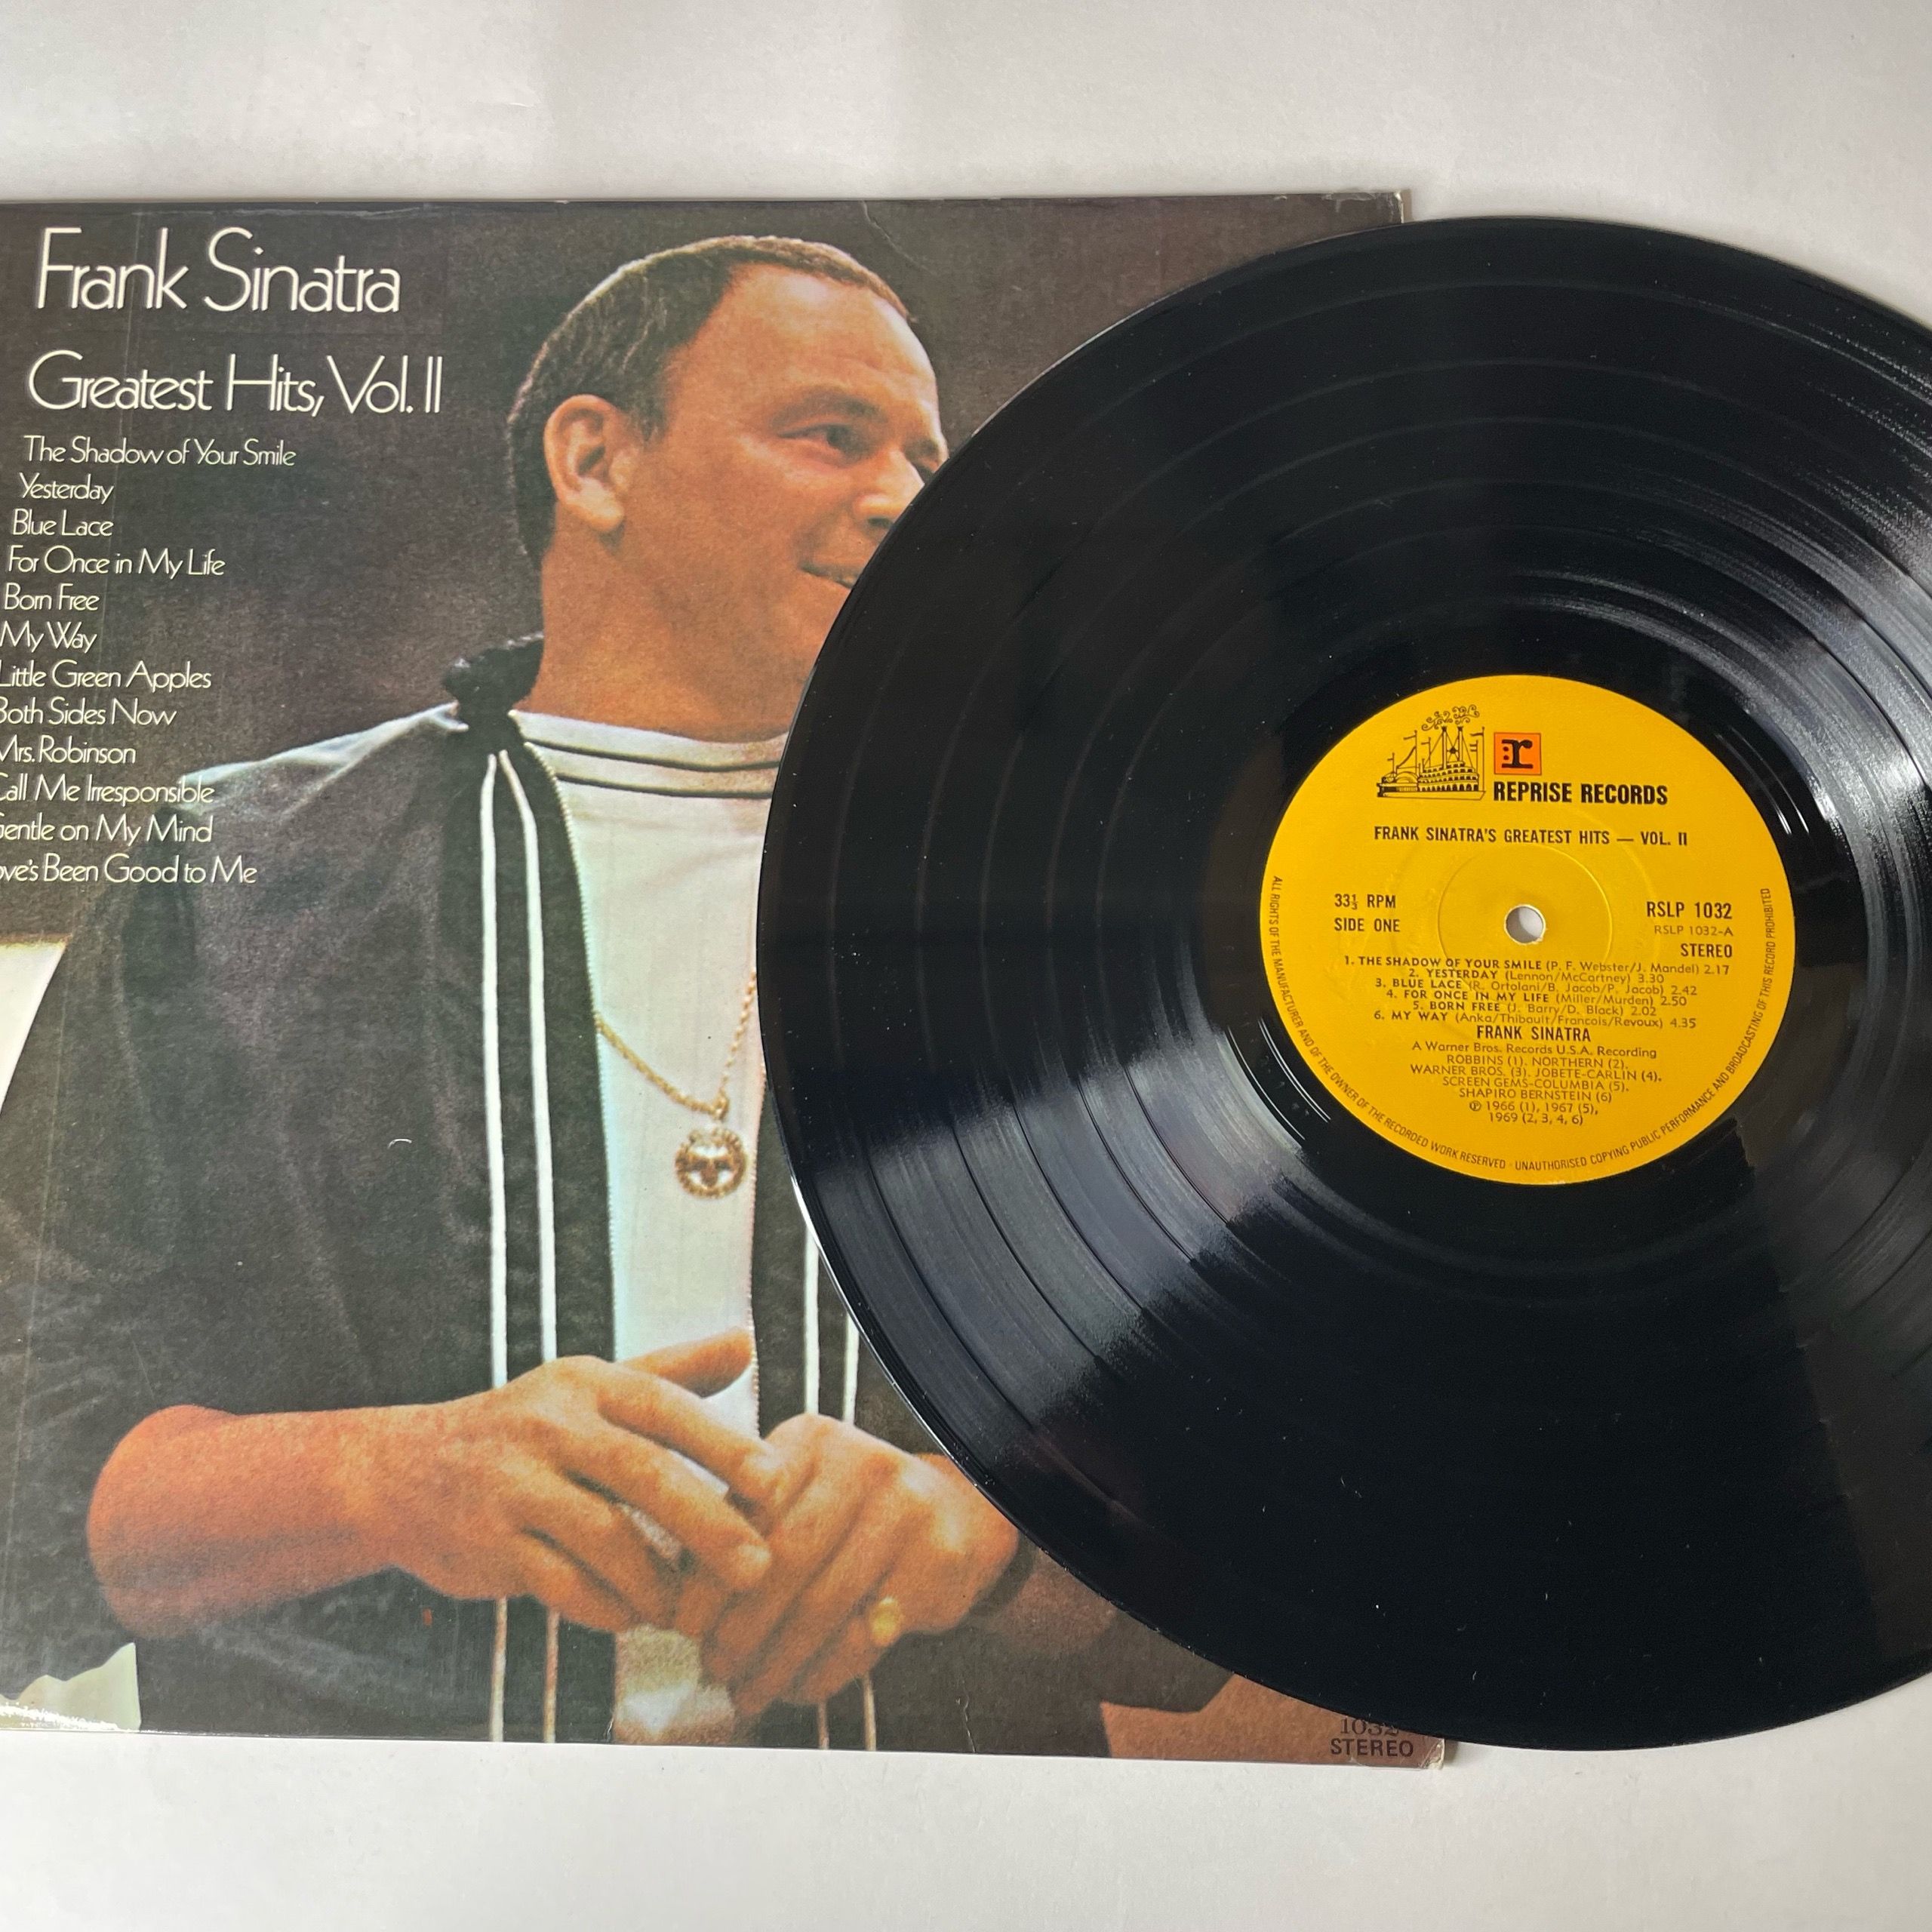 Frank Sinatra
Greatest Hits, Vol. II
The Shadow of Your Smile
Yesterday
Blue Lace
For Once in My Life
Born Free
My Way
Little Green Apples
Both Sides Now
Mrs. Robinson
Call Me Irresponsible
Gentle on My Mind
ove's Been Good to Me
1032
STEREO
r
REPRISE RECORDS
FRANK SINATRA'S GREATEST HITS — VOL. II
33⅓ RPM
SIDE ONE
RSLP 1032
RSLP 1032-A
STEREO
1. THE SHADOW OF YOUR SMILE (P. F. Webster/J. Mandel) 2.17
2. YESTERDAY (Lennon/McCartney) 3.30
3. BLUE LACE (R. Ortolani/B. Jacob/P. Jacob) 2.42
4. FOR ONCE IN MY LIFE (Miller/Murden) 2.50
5. BORN FREE (J. Barry/D. Black) 2.02
6. MY WAY (Anka/Thibault/Francois/Revoux) 4.35
FRANK SINATRA
A Warner Bros. Records U.S.A. Recording
ROBBINS (1). NORTHERN (2).
WARNER BROS. (3). JOBETE-CARLIN (4).
SCREEN GEMS-COLUMBIA (5).
SHAPIRO BERNSTEIN (6)
℗ 1966 (1), 1967 (5),
1969 (2, 3, 4, 6)
ALL RIGHTS OF THE MANUFACTURER AND OF THE OWNER OF THE RECORDED WORK RESERVED · UNAUTHORISED COPYING PUBLIC PERFORMANCE AND BROADCASTING OF THIS RECORD PROHIBITED